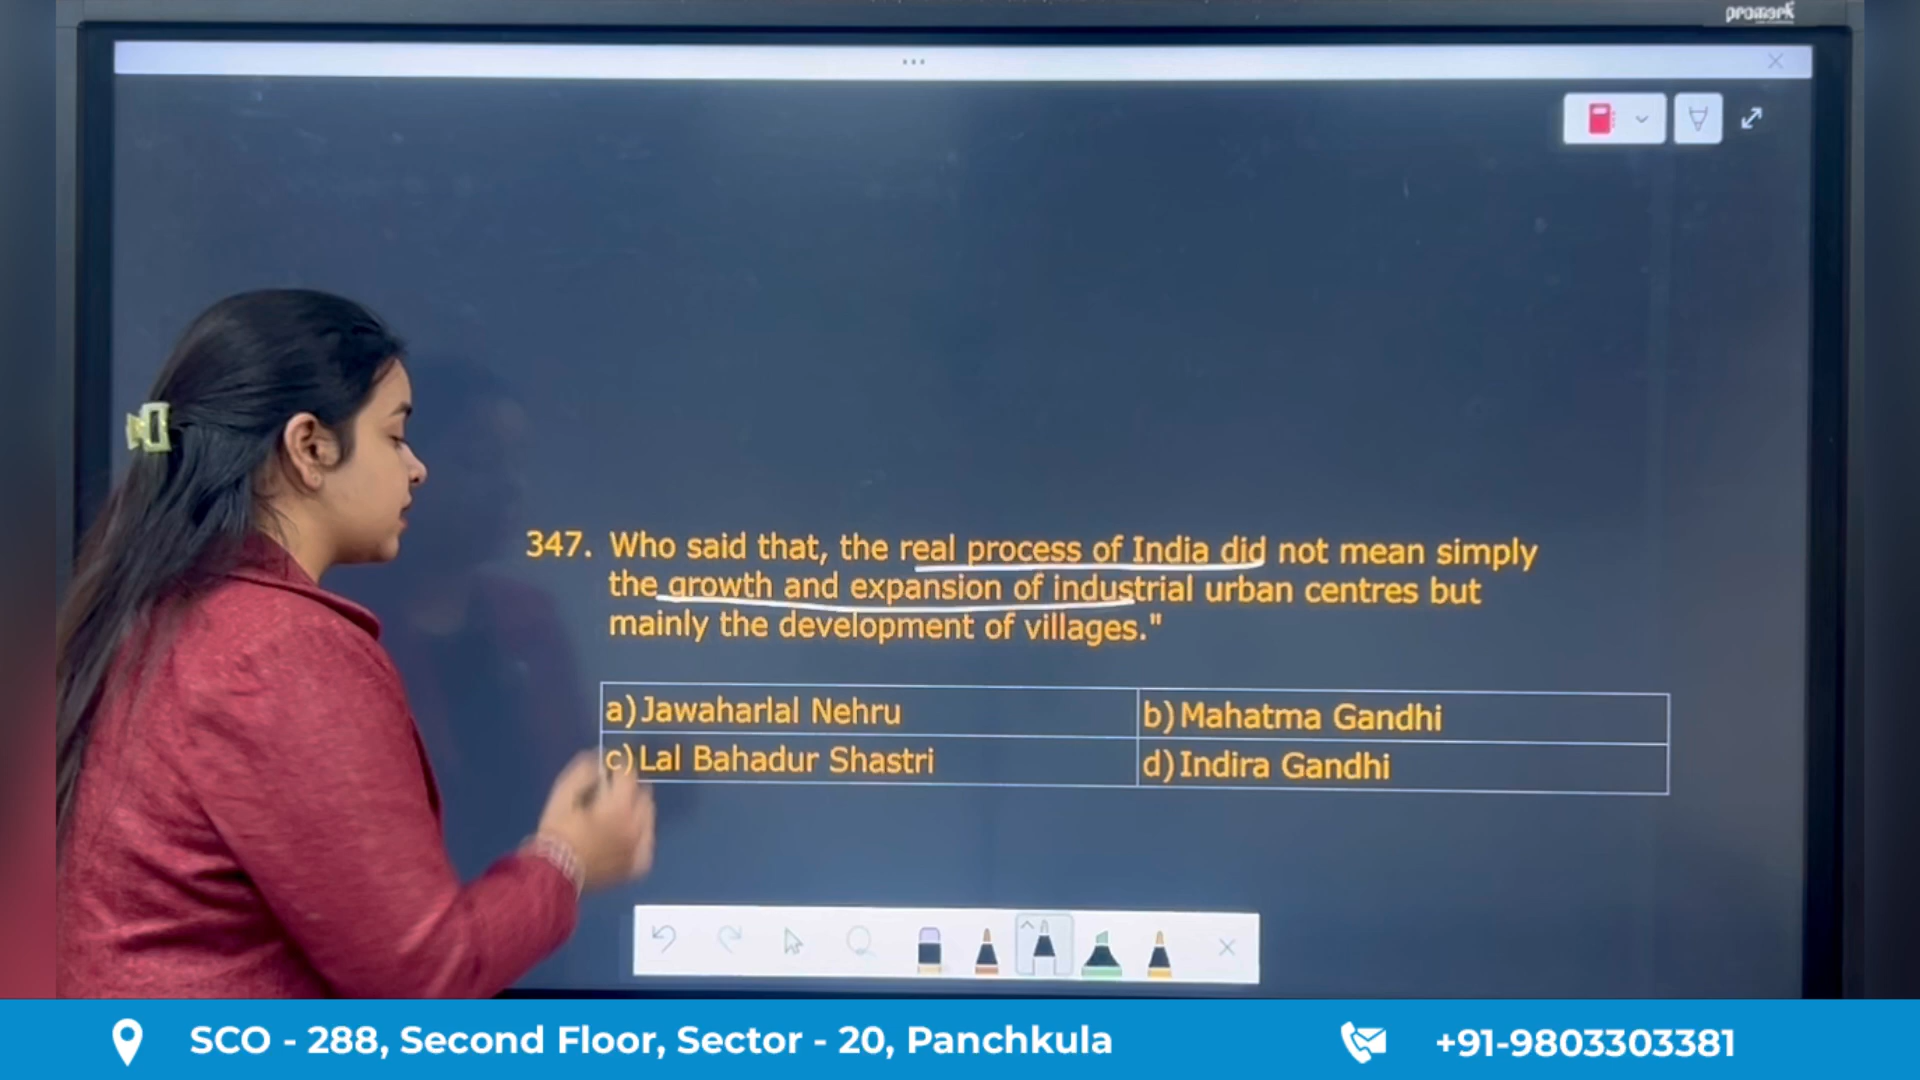 promark
347. Who said that, the real process of India did not mean simply
the growth and expansion of industrial urban centres but
mainly the development of villages."
a) Jawaharlal Nehru b) Mahatma Gandhi
c) Lal Bahadur Shastri d) Indira Gandhi
SCO - 288, Second Floor, Sector - 20, Panchkula +91-9803303381